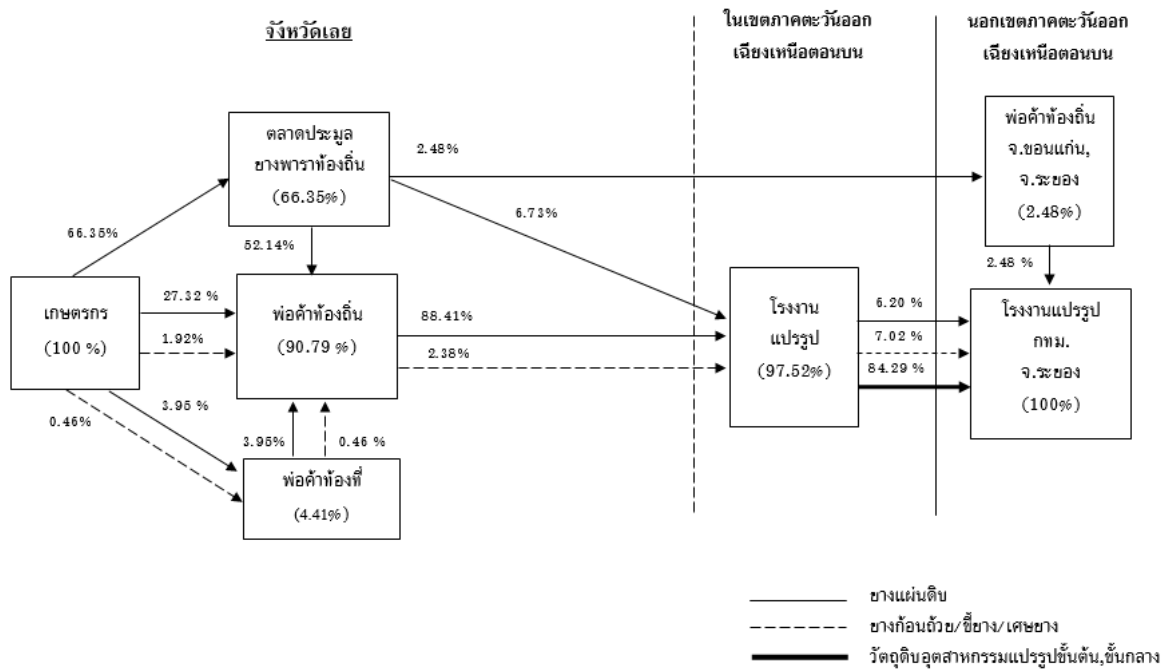 จังหวัดเลย
ในเขตภาคตะวันออก
เฉียงเหนือตอนบน
นอกเขตภาคตะวันออก
เฉียงเหนือตอนบน
ตลาดประมูล
ยางพาราท้องถิ่น
(66.35%)
2.48%
พ่อค้าท้องถิ่น
จ.ขอนแก่น,
จ.ระยอง
(2.48%)
66.35%
52.14%
6.73%
2.48 %
เกษตรกร
(100 %)
27.32 %
1.92%
พ่อค้าท้องถิ่น
(90.79 %)
88.41%
2.38%
โรงงาน
แปรรูป
(97.52%)
6.20 %
7.02 %
84.29 %
โรงงานแปรรูป
กทม.
จ.ระยอง
(100%)
0.46%
3.95 %
3.95%
0.46 %
พ่อค้าท้องที่
(4.41%)
ยางแผ่นดิบ
ยางก้อนถ้วย/ขี้ยาง/เศษยาง
วัตถุดิบอุตสาหกรรมแปรรูปขั้นต้น,ขั้นกลาง